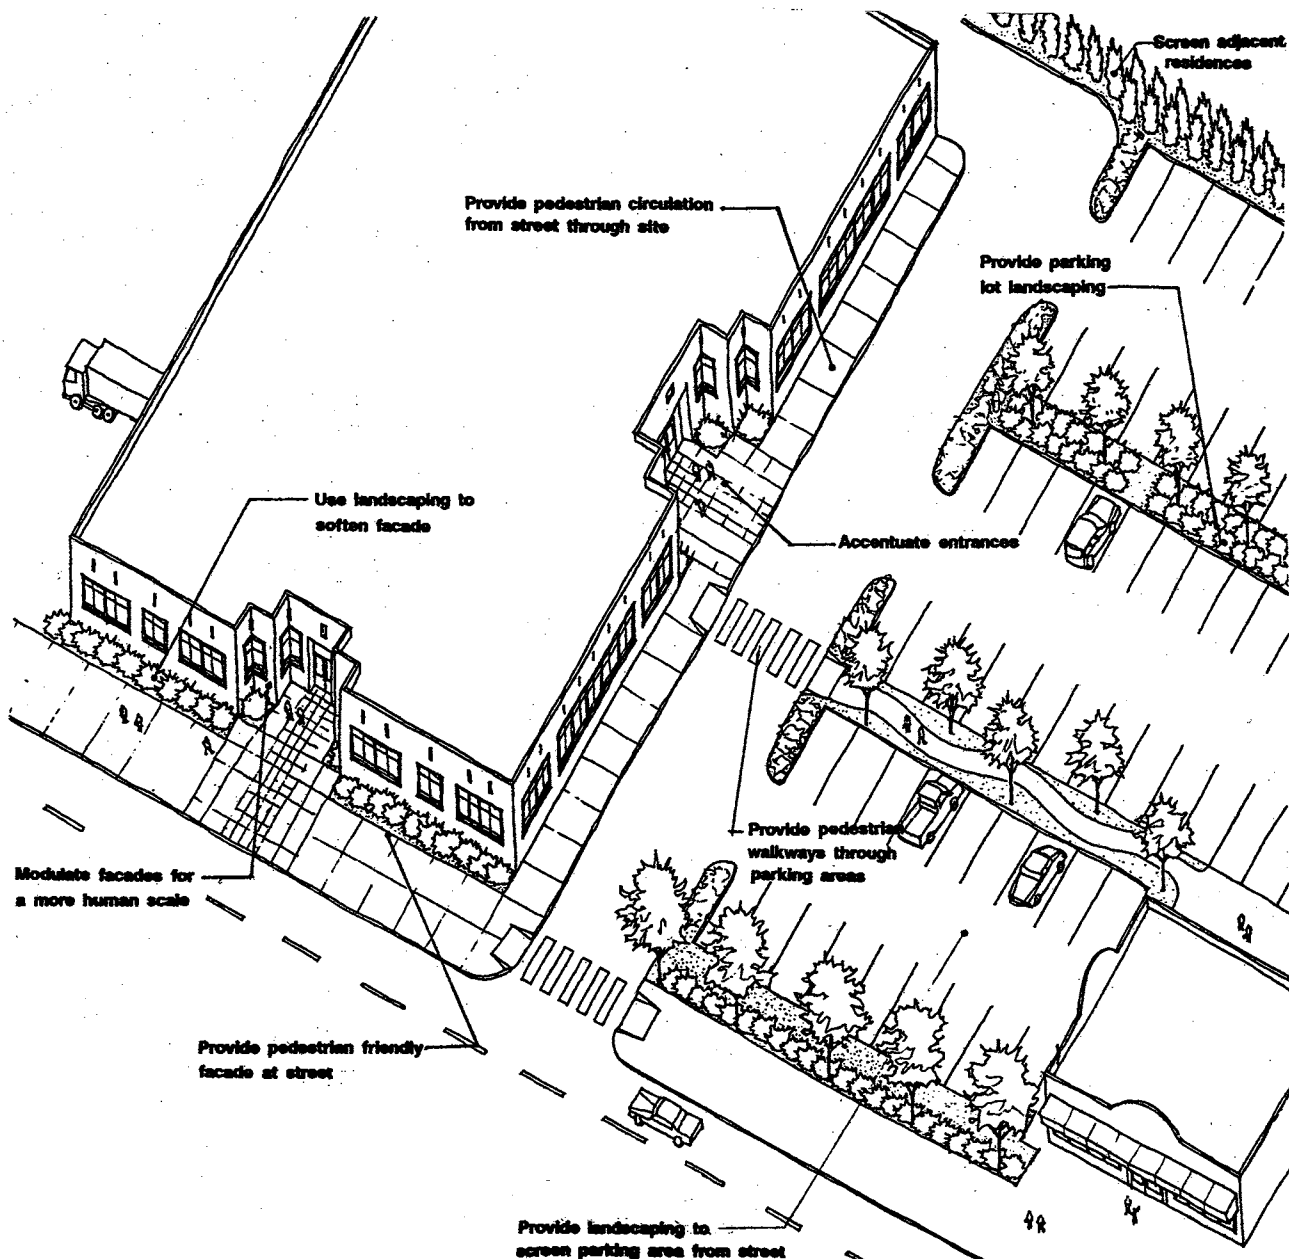 Screen adjacent
residences
Provide pedestrian circulation
from street through site
Provide parking
lot landscaping
Use landscaping to
soften facade
Accentuate entrances
Provide pedestrian
walkways through
parking areas
Modulate facades for
a more human scale
Provide pedestrian friendly
facade at street
Provide landscaping to
screen parking area from street